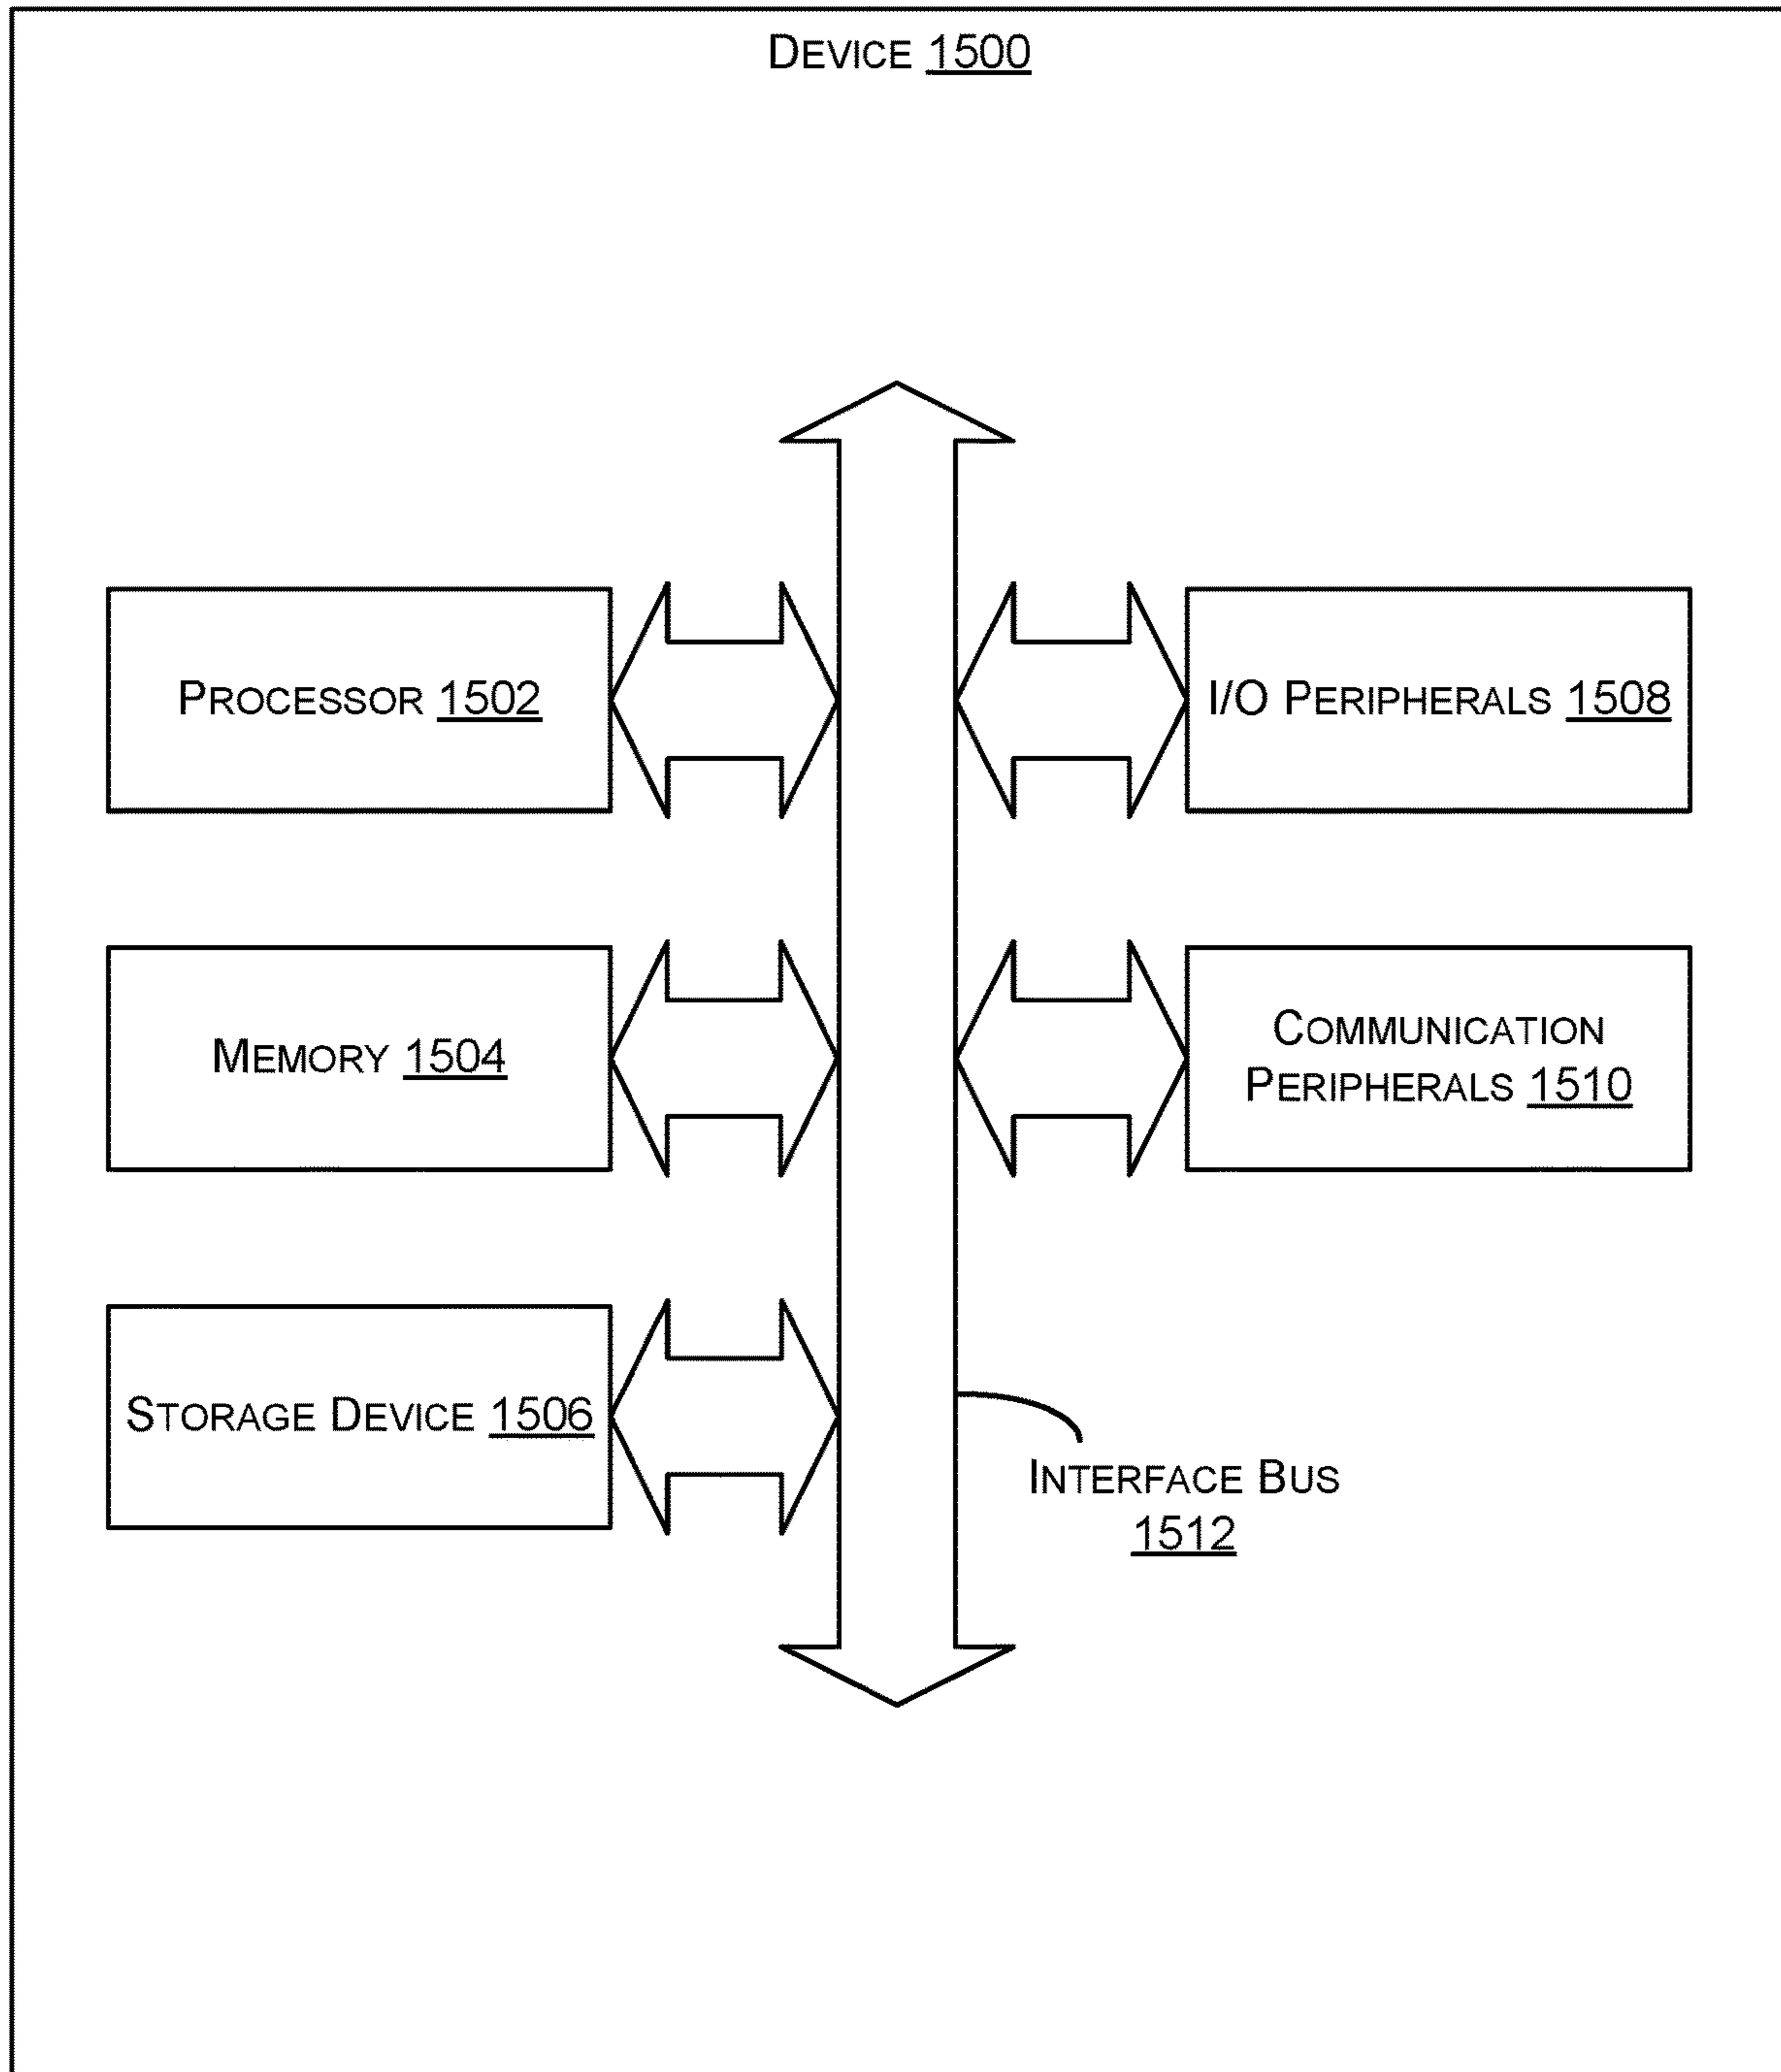 DEVICE 1500
PROCESSOR 1502
I/O PERIPHERALS 1508
MEMORY 1504
COMMUNICATION
PERIPHERALS 1510
STORAGE DEVICE 1506
INTERFACE BUS
1512